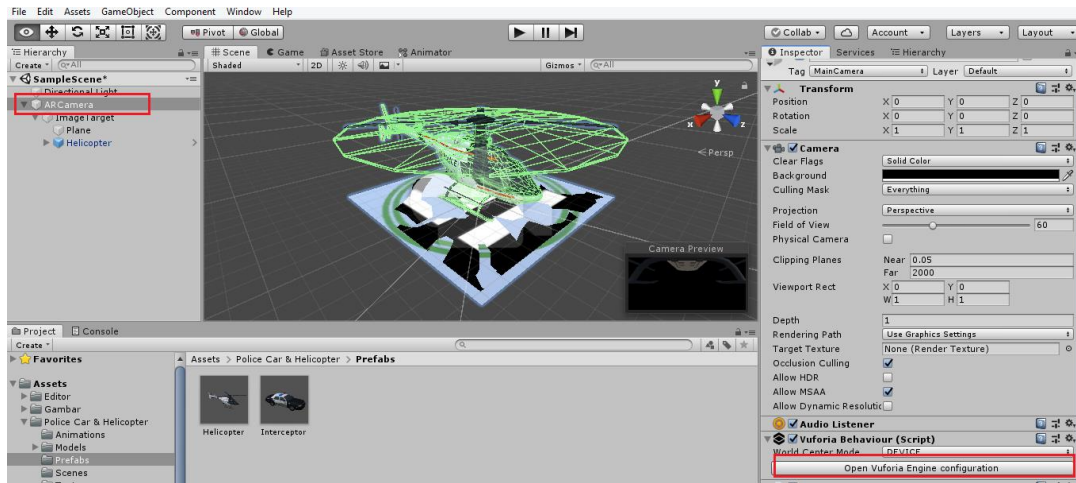 File Edit Assets GameObject Component Window Help
Pivot Global Collab Account Layers Layout
Hierarchy
Create All
SampleScene*
Directional Light
ARCamera
ImageTarget
Plane
Helicopter
Scene Game Asset Store Animator
Shaded 2D Gizmos All
y
x z
Persp
Camera Preview
Inspector Services Hierarchy
Tag MainCamera Layer Default
Transform
Position X 0 Y 0 Z 0
Rotation X 0 Y 0 Z 0
Scale X 1 Y 1 Z 1
Camera
Clear Flags Solid Color
Background
Culling Mask Everything
Projection Perspective
Field of View 60
Physical Camera
Clipping Planes Near 0.05
Far 2000
Viewport Rect X 0 Y 0
W 1 H 1
Depth 1
Rendering Path Use Graphics Settings
Target Texture None (Render Texture)
Occlusion Culling
Allow HDR
Allow MSAA
Allow Dynamic Resolutic
Audio Listener
Vuforia Behaviour (Script)
World Center Mode DEVICE
Open Vuforia Engine configuration
Project Console
Create
Favorites
Assets
Editor
Gambar
Police Car & Helicopter
Animations
Models
Prefabs
Scenes
Assets > Police Car & Helicopter > Prefabs
Helicopter Interceptor